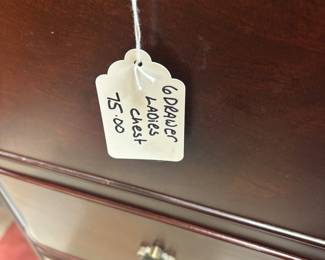 6 DRAWER
LADIES
Chest
75.00